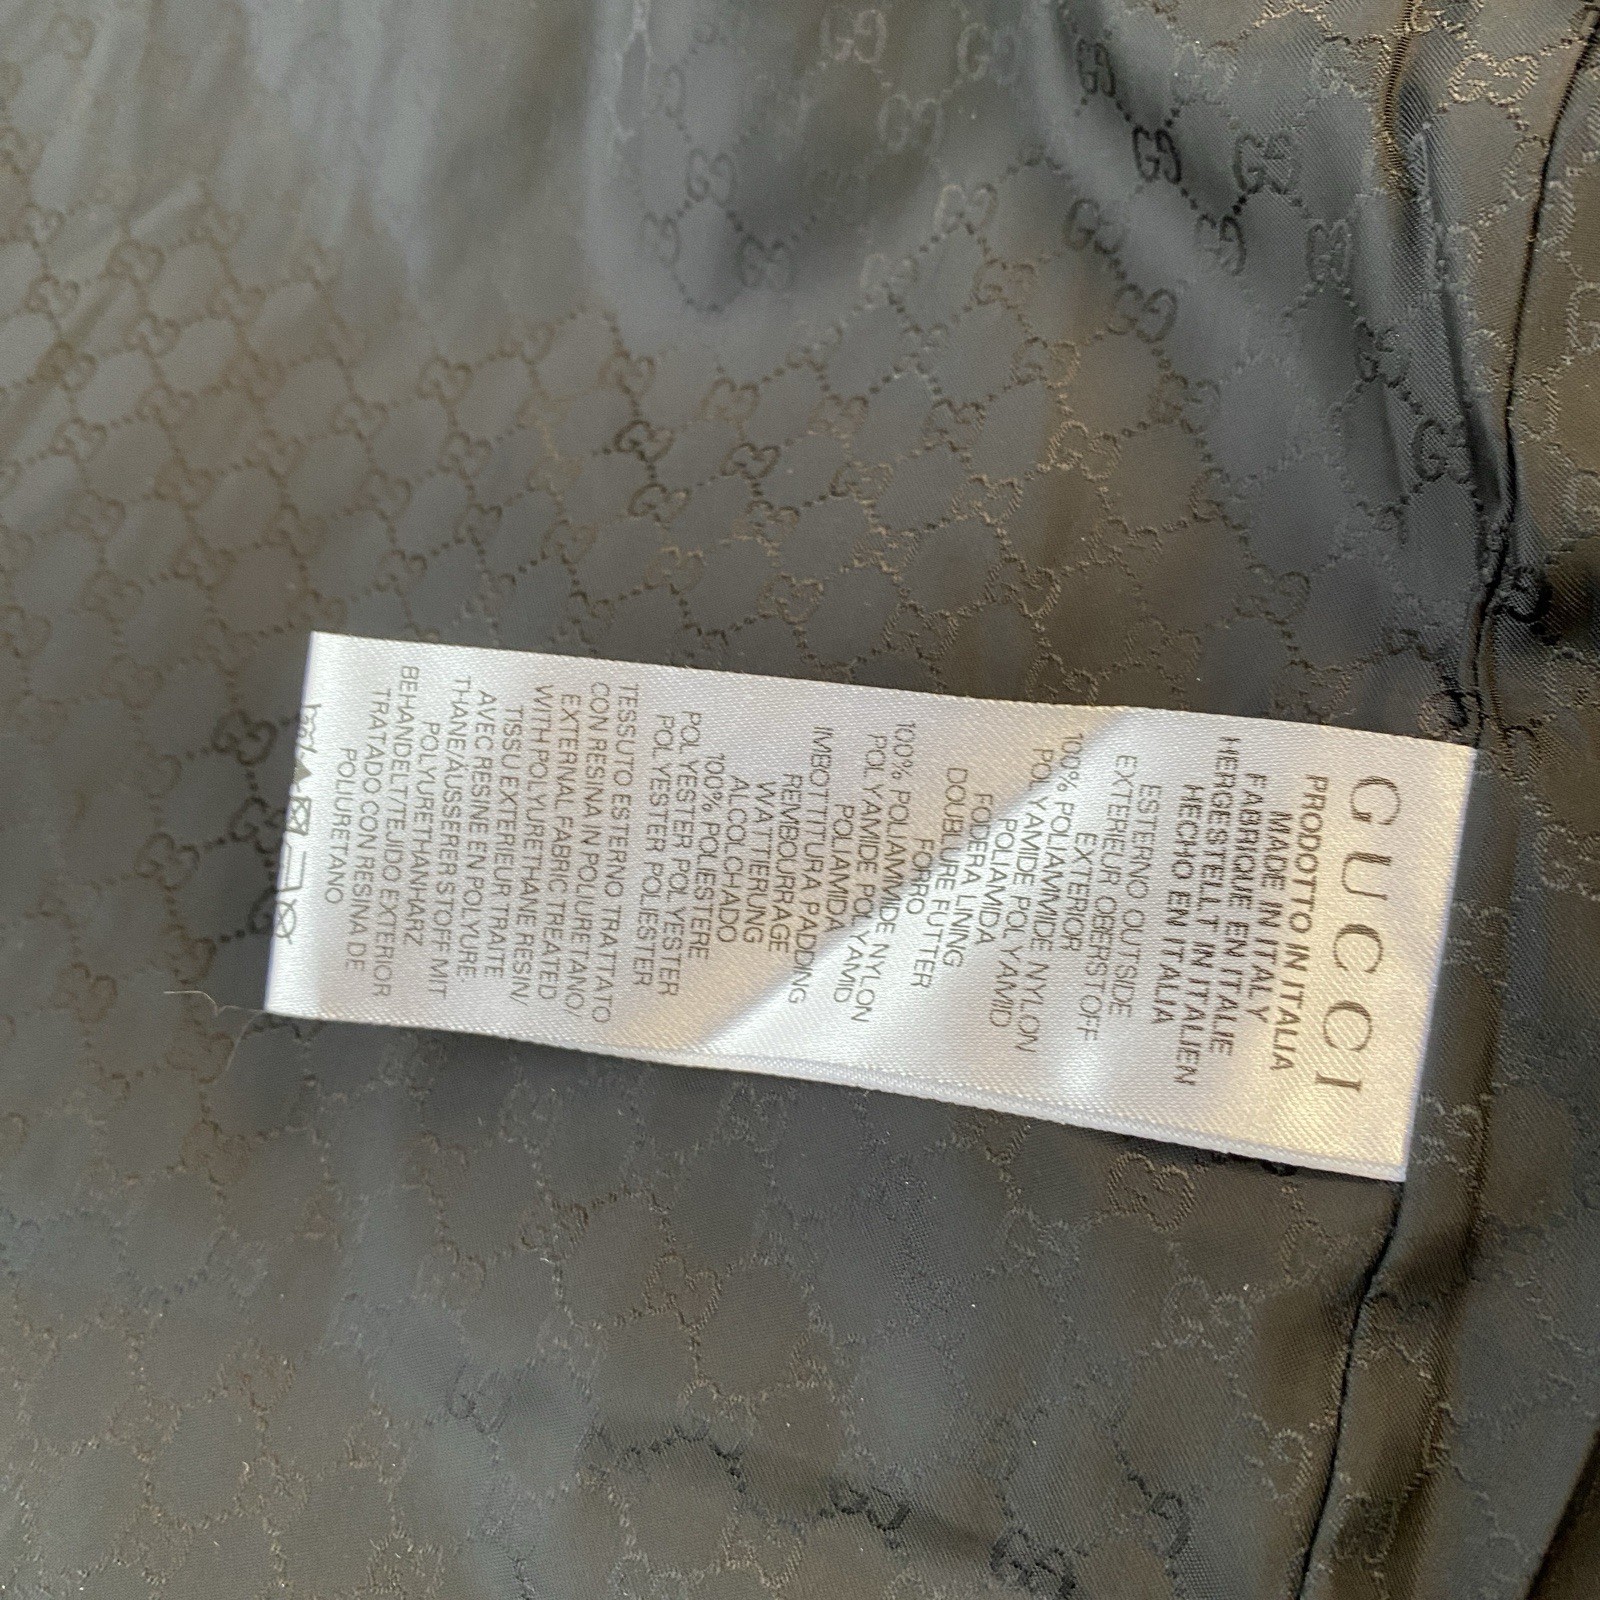 GUCCI
PRODOTTO IN ITALIA
MADE IN ITALY
FABRIQUE EN ITALIE
HERGESTELLT IN ITALIEN
HECHO EN ITALIA
ESTERNO OUTSIDE
EXTERIEUR OBERSTOFF
EXTERIOR
100% POLIAMMIDE NYLON
POLYAMIDE POLYAMID
POLIAMIDA
FODERA LINING
DOUBLURE FUTTER
FORRO
100% POLIAMMIDE NYLON
POLYAMIDE POLYAMID
POLIAMIDA
IMBOTTITURA PADDING
REMBOURRAGE
WATTIERUNG
ALCOLCHADO
100% POLIESTERE
POLYESTER POLYESTER
POLYESTER POLIESTER
TESSUTO ESTERNO TRATTATO
CON RESINA IN POLIURETANO/
EXTERNAL FABRIC TREATED
WITH POLYURETHANE RESIN/
TISSU EXTERIEUR TRAITE
AVEC RESINE EN POLYURE.
THANE/ÄUSSERER STOFF MIT
POLYURETHANHARZ
BEHANDELT/TEJIDO EXTERIOR
TRATADO CON RESINA DE
POLIURETANO